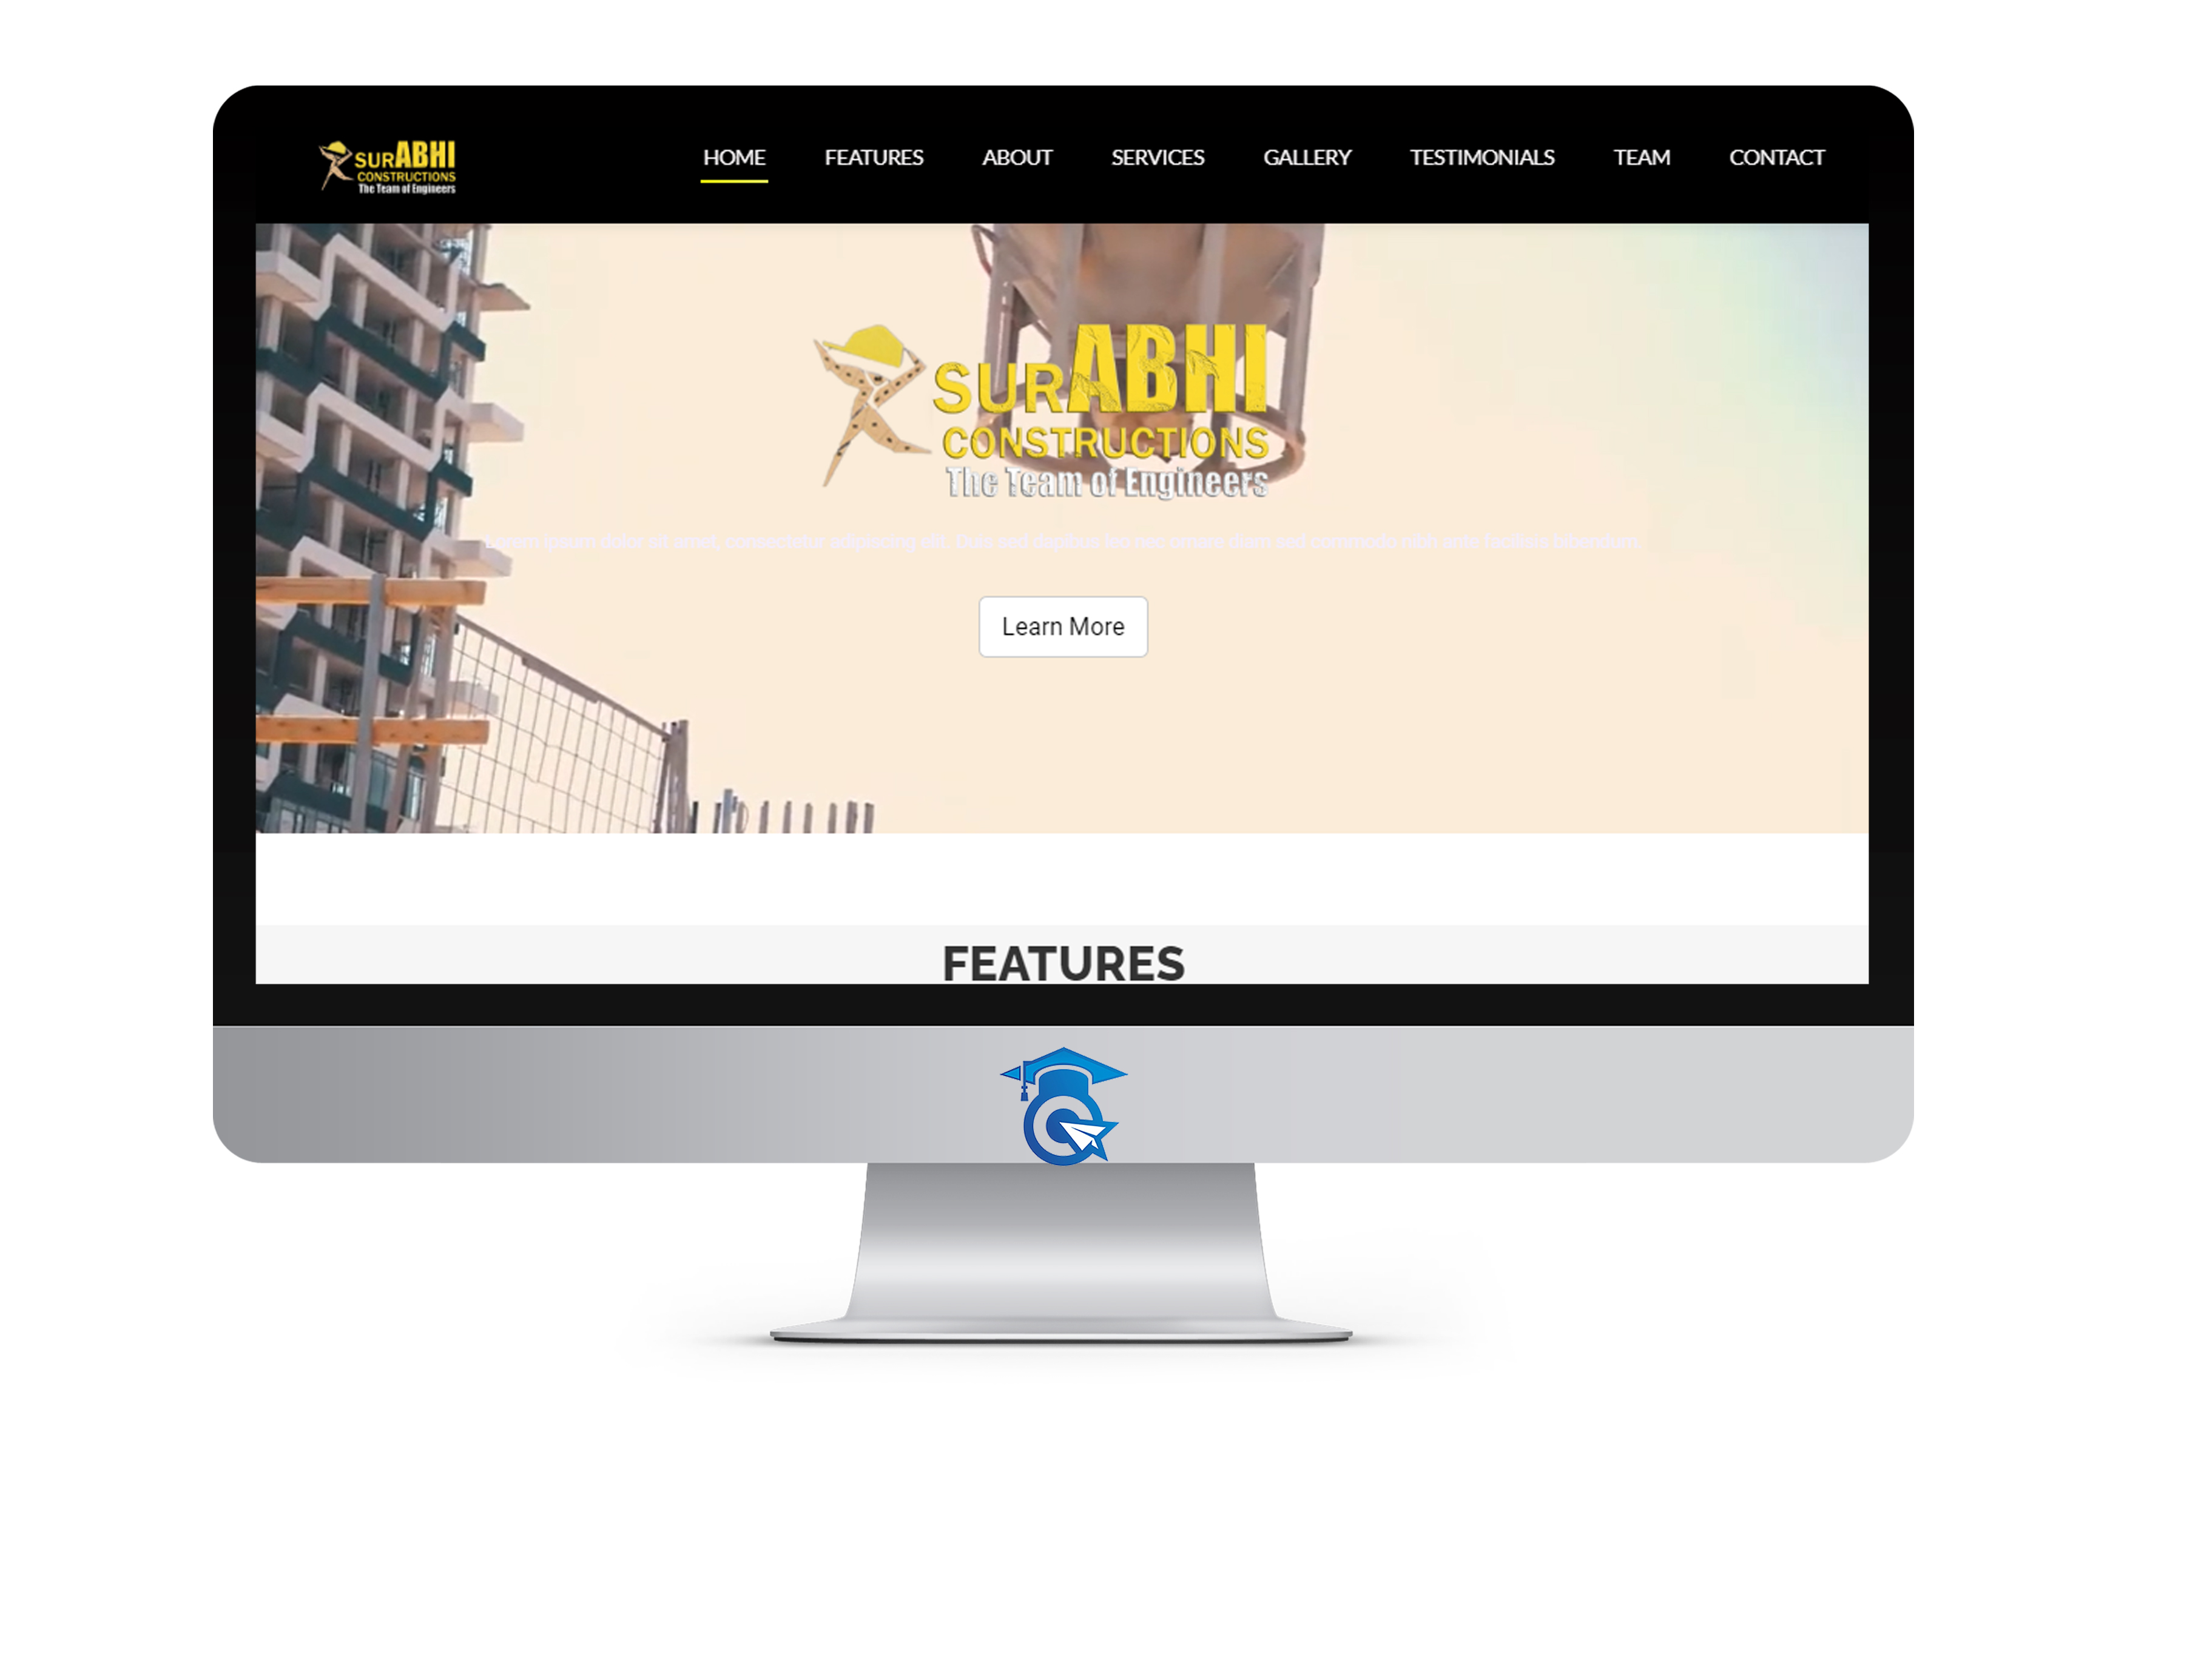 SURABHI
CONSTRUCTIONS
The Team of Engineers
HOME FEATURES ABOUT SERVICES GALLERY TESTIMONIALS TEAM CONTACT
SURABHI
CONSTRUCTIONS
The Team of Engineers
Lorem ipsum dolor sit amet, consectetur adipiscing elit. Duis sed dapibus leo nec ornare diam sed commodo nibh ante facilisis bibendum.
Learn More
FEATURES